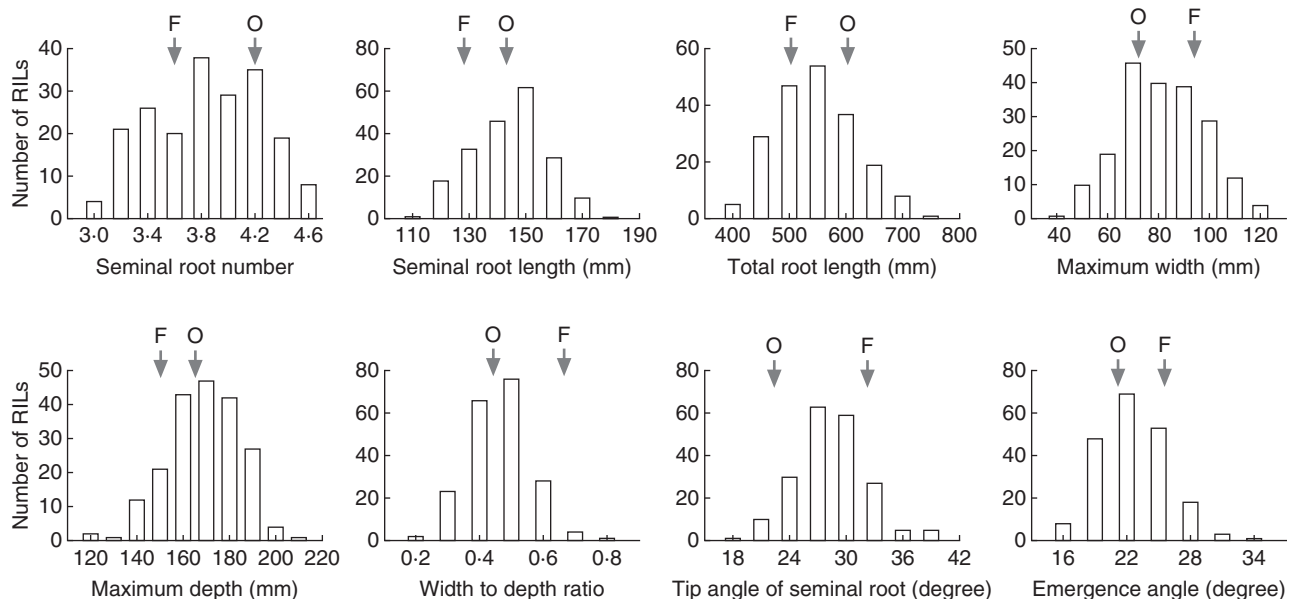 F O
F O
F O
O F
Number of RILs
40
30
20
10
0
3·0 3·4 3·8 4·2 4·6
Seminal root number
80
60
40
20
0
110 130 150 170 190
Seminal root length (mm)
60
40
20
0
400 500 600 700 800
Total root length (mm)
50
40
30
20
10
0
40 60 80 100 120
Maximum width (mm)
F O
O F
O F
O F
Number of RILs
50
40
30
20
10
0
120 140 160 180 200 220
Maximum depth (mm)
80
60
40
20
0
0·2 0·4 0·6 0·8
Width to depth ratio
80
60
40
20
0
18 24 30 36 42
Tip angle of seminal root (degree)
80
60
40
20
0
16 22 28 34
Emergence angle (degree)